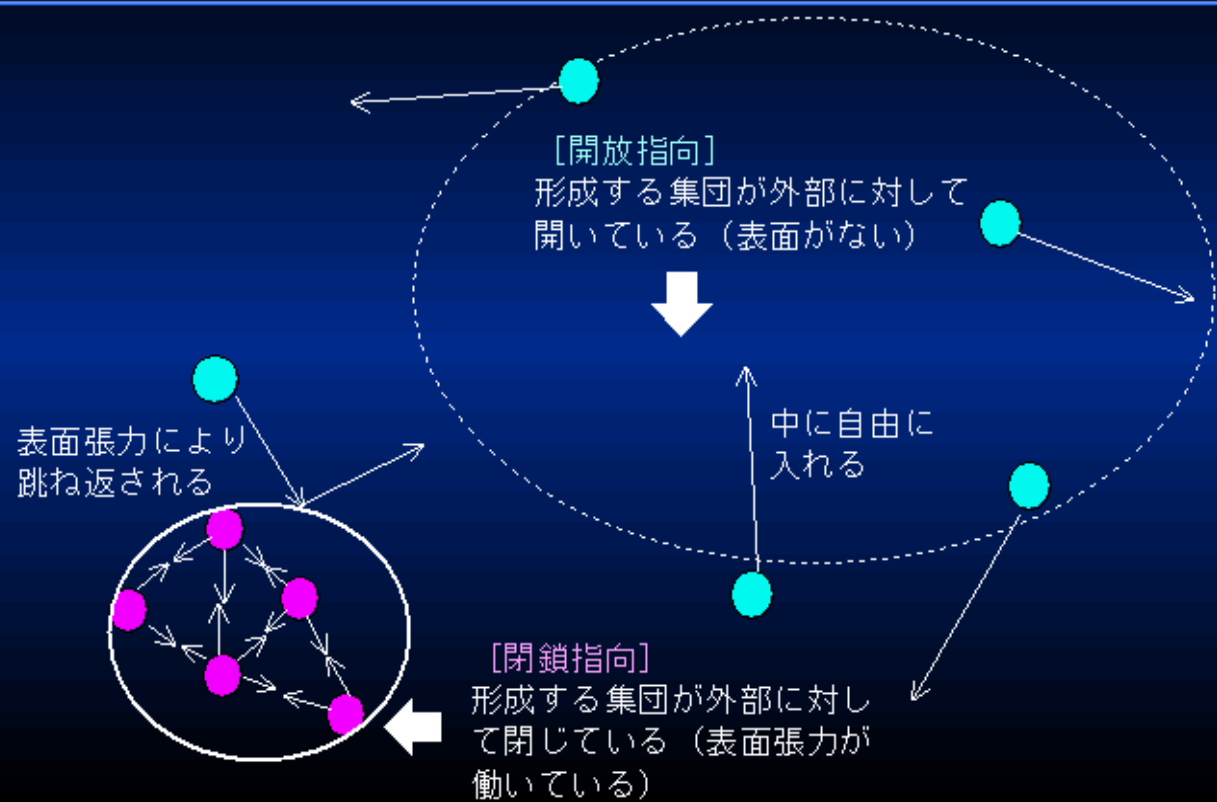 [開放指向]
形成する集団が外部に対して
開いている（表面がない）
中に自由に
入れる
表面張力により
跳ね返される
[閉鎖指向]
形成する集団が外部に対し
て閉じている（表面張力が
働いている）